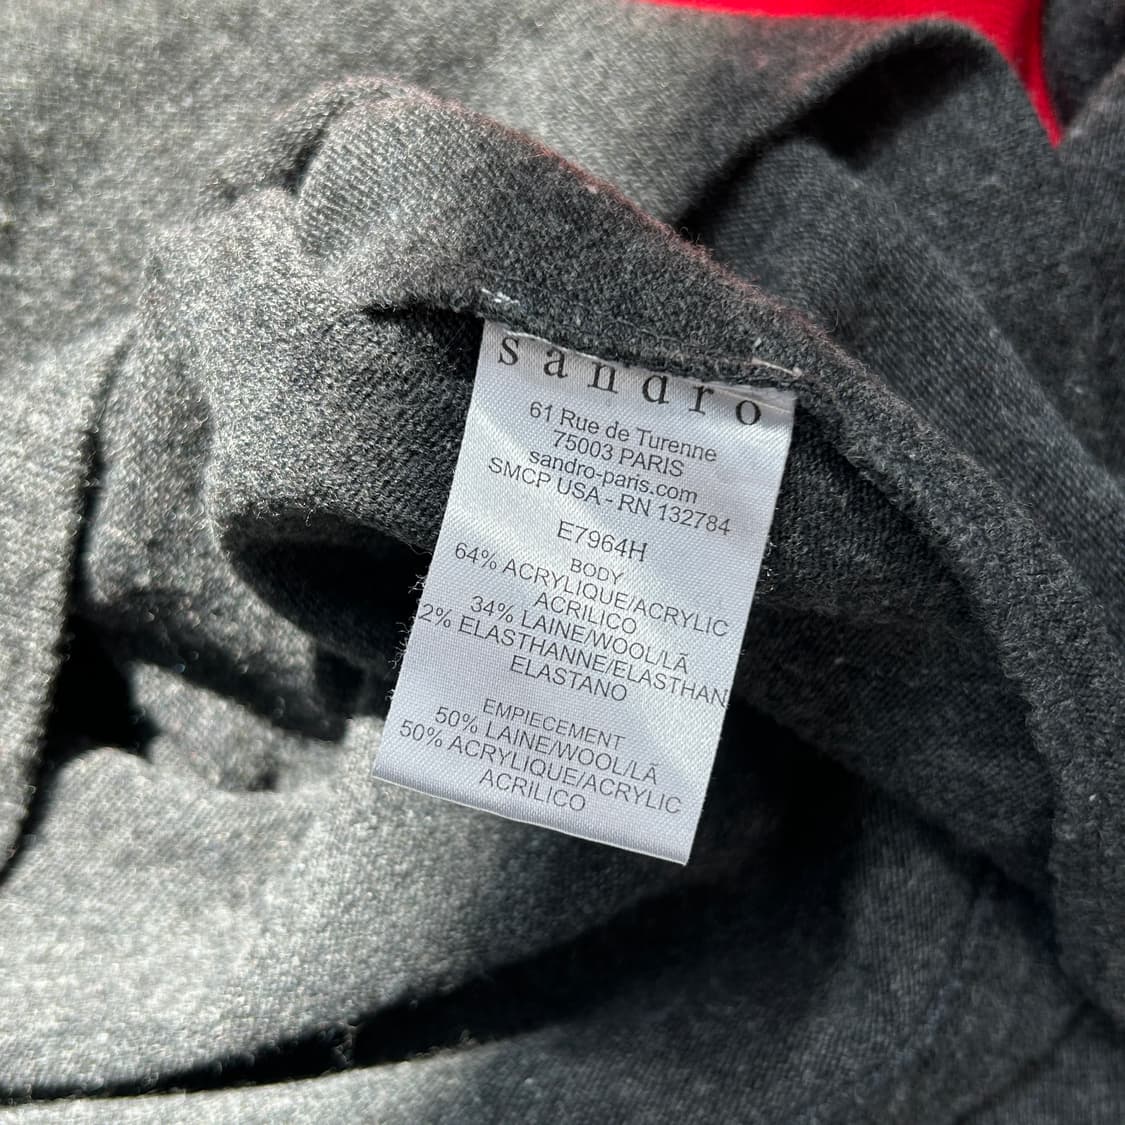 sandro
61 Rue de Turenne
75003 PARIS
sandro-paris.com
SMCP USA - RN 132784
E7964H
BODY
64% ACRYLIQUE/ACRYLIC
ACRILICO
34% LAINE/WOOL/LÃ
2% ELASTHANNE/ELASTHAN
ELASTANO
EMPIECEMENT
50% LAINE/WOOL/LÃ
50% ACRYLIQUE/ACRYLIC
ACRILICO